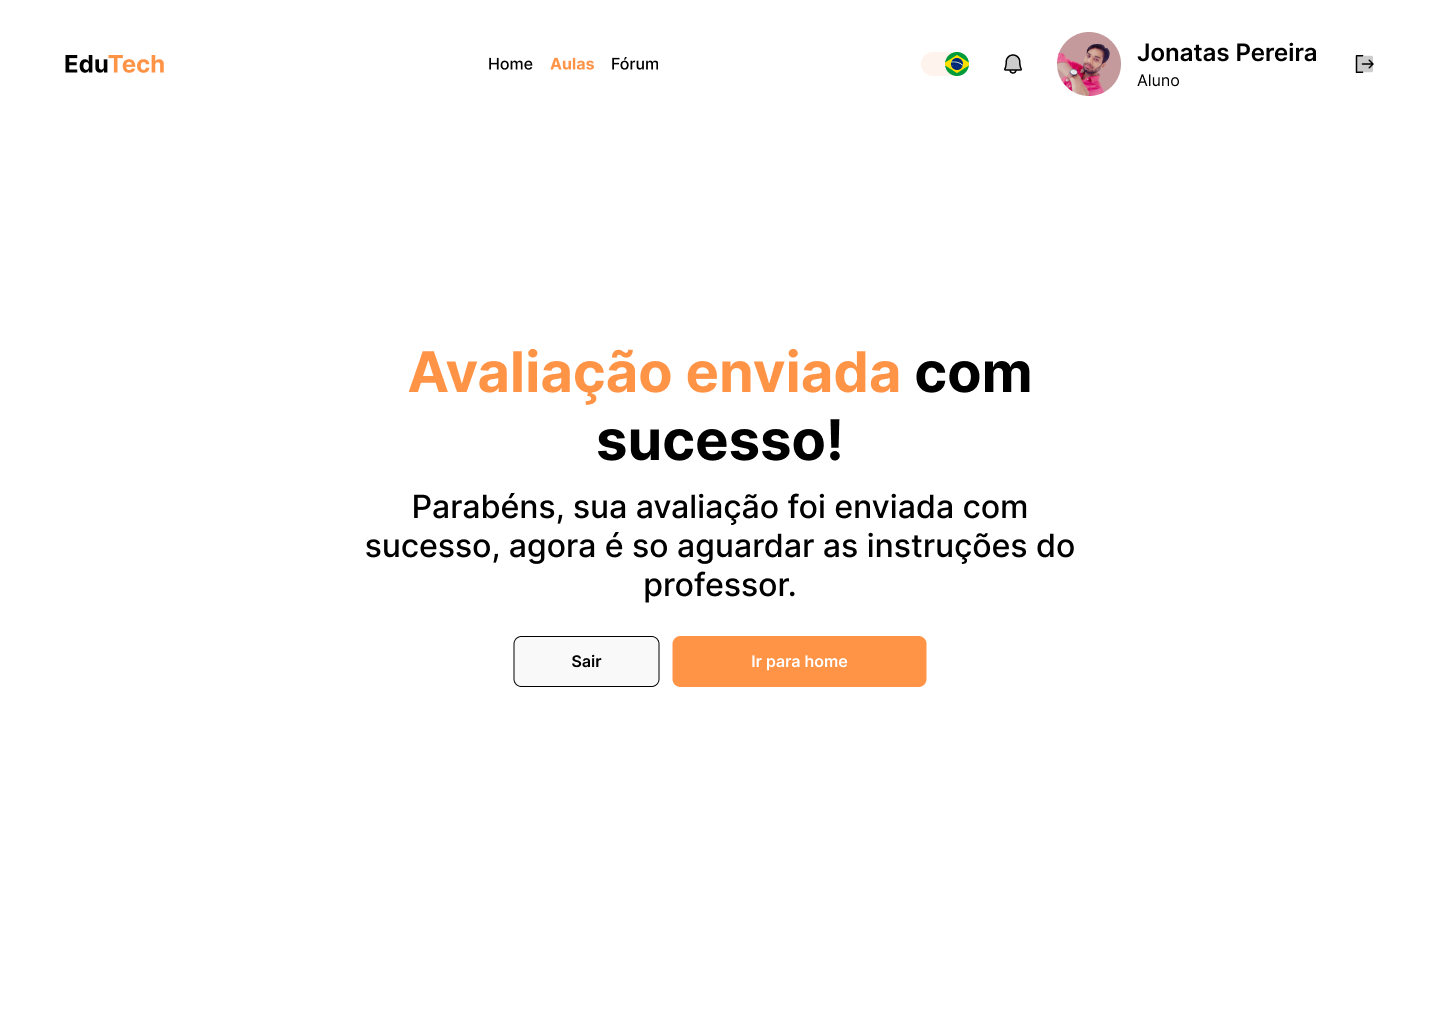 EduTech
Home Aulas Fórum
Jonatas Pereira
Aluno
Avaliação enviada com
sucesso!
Parabéns, sua avaliação foi enviada com
sucesso, agora é so aguardar as instruções do
professor.
Sair
Ir para home